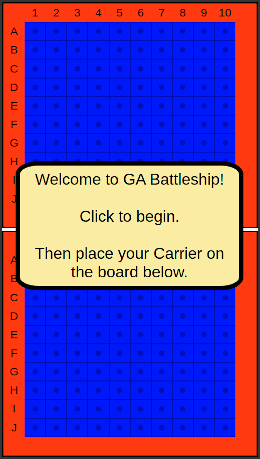 1 2 3 4 5 6 7 8 9 10
A
B
C
D
E
F
G
H
I
J
Welcome to GA Battleship!
Click to begin.
Then place your Carrier on
the board below.
A
B
C
D
E
F
G
H
I
J